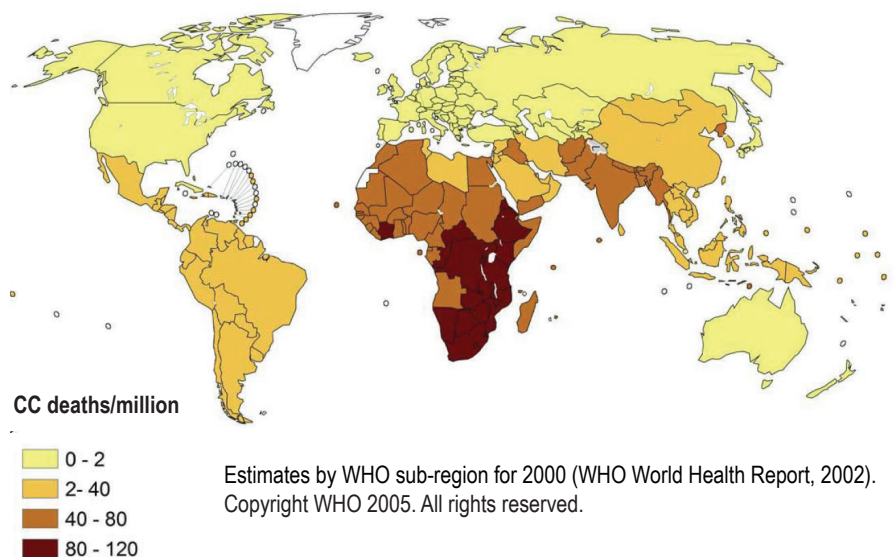 CC deaths/million
0 - 2
2- 40
40 - 80
80 - 120
Estimates by WHO sub-region for 2000 (WHO World Health Report, 2002).
Copyright WHO 2005. All rights reserved.